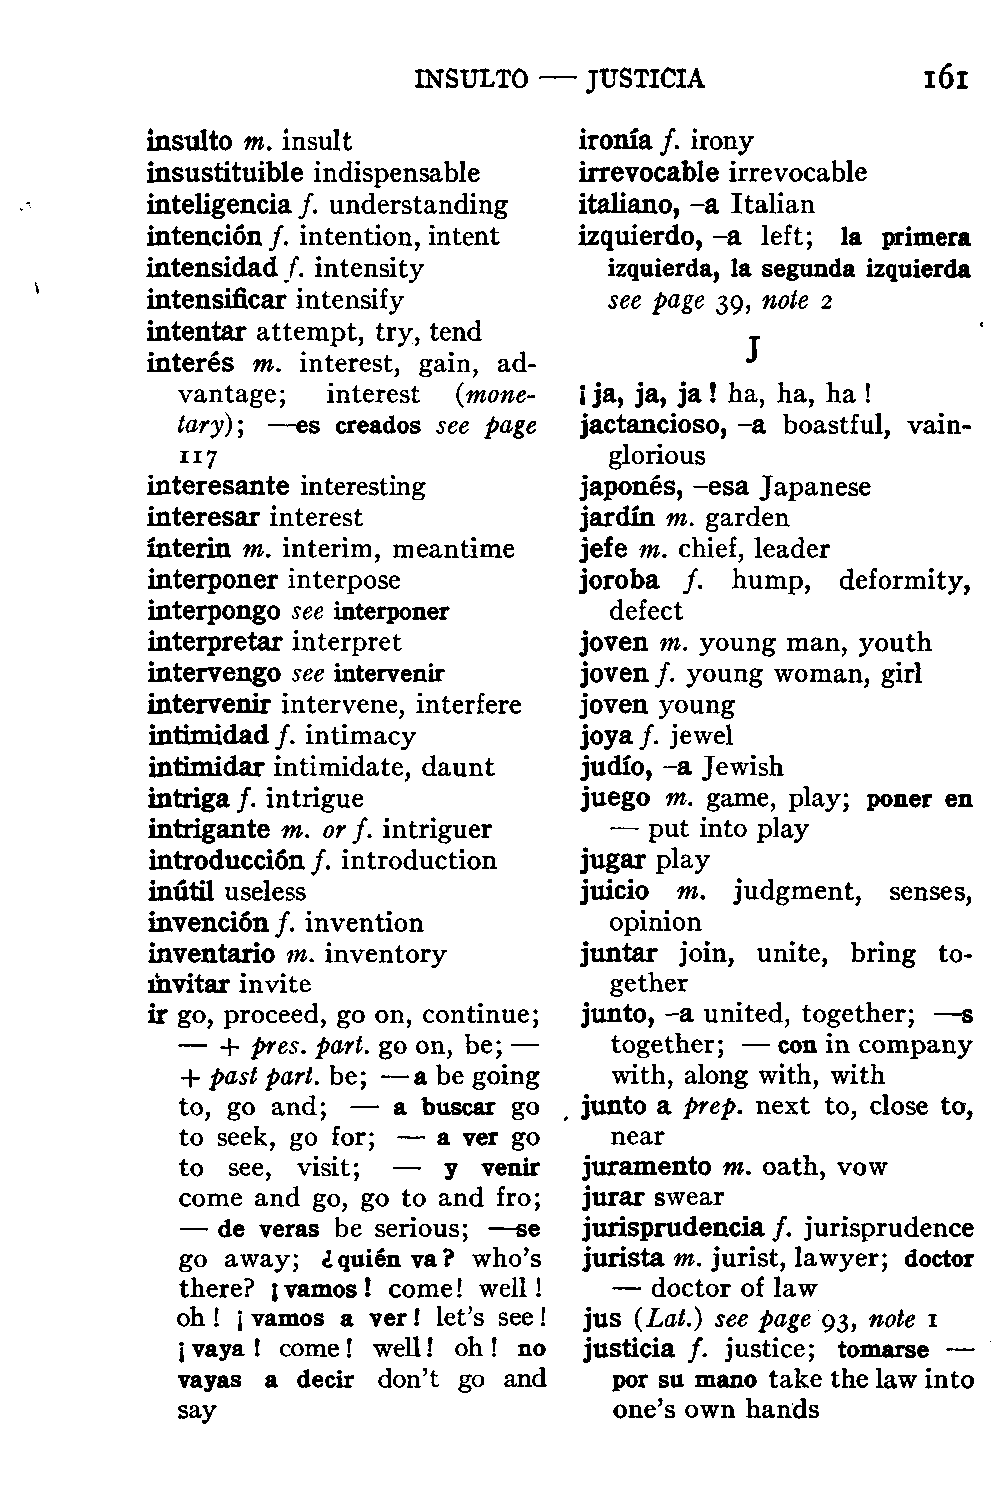 INSULTO — JUSTICIA 161
insulto m. insult
insustituible indispensable
inteligencia f. understanding
intención f. intention, intent
intensidad f. intensity
intensificar intensify
intentar attempt, try, tend
interés m. interest, gain, ad-
vantage; interest (mone-
tary); —es creados see page
117
interesante interesting
interesar interest
ínterin m. interim, meantime
interponer interpose
interpongo see interponer
interpretar interpret
intervengo see intervenir
intervenir intervene, interfere
intimidad f. intimacy
intimidar intimidate, daunt
intriga f. intrigue
intrigante m. or f. intriguer
introducción f. introduction
inútil useless
invención f. invention
inventario m. inventory
invitar invite
ir go, proceed, go on, continue;
— + pres. part. go on, be; —
+ past part. be; — a be going
to, go and; — a buscar go
to seek, go for; — a ver go
to see, visit; — y venir
come and go, go to and fro;
— de veras be serious; —se
go away; ¿quién va? who's
there? ¡vamos! come! well!
oh! ¡vamos a ver! let's see!
¡vaya! come! well! oh! no
vayas a decir don't go and
say
ironía f. irony
irrevocable irrevocable
italiano, –a Italian
izquierdo, –a left; la primera
izquierda, la segunda izquierda
see page 39, note 2
J
¡ja, ja, ja! ha, ha, ha!
jactancioso, –a boastful, vain-
glorious
japonés, –esa Japanese
jardín m. garden
jefe m. chief, leader
joroba f. hump, deformity,
defect
joven m. young man, youth
joven f. young woman, girl
joven young
joya f. jewel
judío, –a Jewish
juego m. game, play; poner en
— put into play
jugar play
juicio m. judgment, senses,
opinion
juntar join, unite, bring to-
gether
junto, –a united, together; —s
together; — con in company
with, along with, with
junto a prep. next to, close to,
near
juramento m. oath, vow
jurar swear
jurisprudencia f. jurisprudence
jurista m. jurist, lawyer; doctor
— doctor of law
jus (Lat.) see page 93, note 1
justicia f. justice; tomarse —
por su mano take the law into
one's own hands